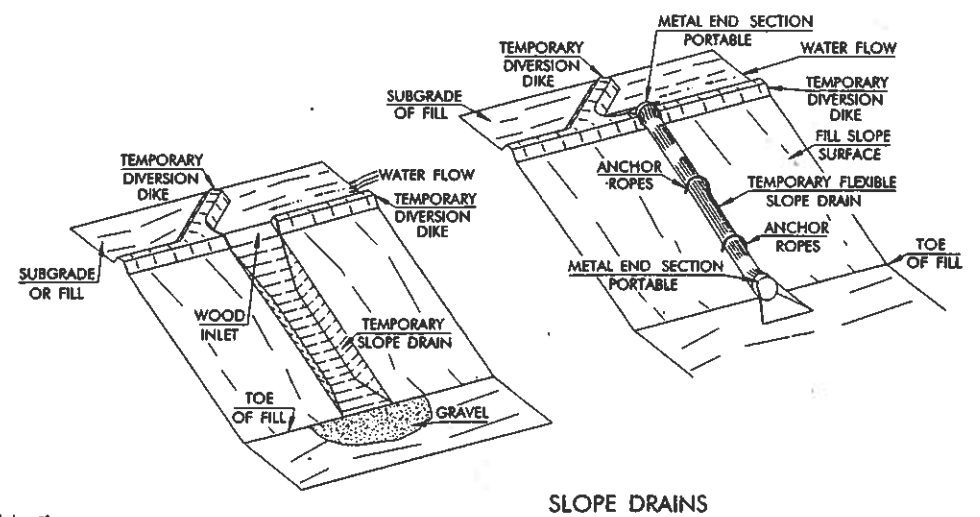 TEMPORARY
DIVERSION
DIKE
WATER FLOW
TEMPORARY
DIVERSION
DIKE
SUBGRADE
OR FILL
WOOD
INLET
TEMPORARY
SLOPE DRAIN
TOE
OF FILL
GRAVEL
METAL END SECTION
PORTABLE
TEMPORARY
DIVERSION
DIKE
WATER FLOW
SUBGRADE
OF FILL
TEMPORARY
DIVERSION
DIKE
FILL SLOPE
SURFACE
ANCHOR
ROPES
TEMPORARY FLEXIBLE
SLOPE DRAIN
ANCHOR
ROPES
METAL END SECTION
PORTABLE
TOE
OF FILL
SLOPE DRAINS